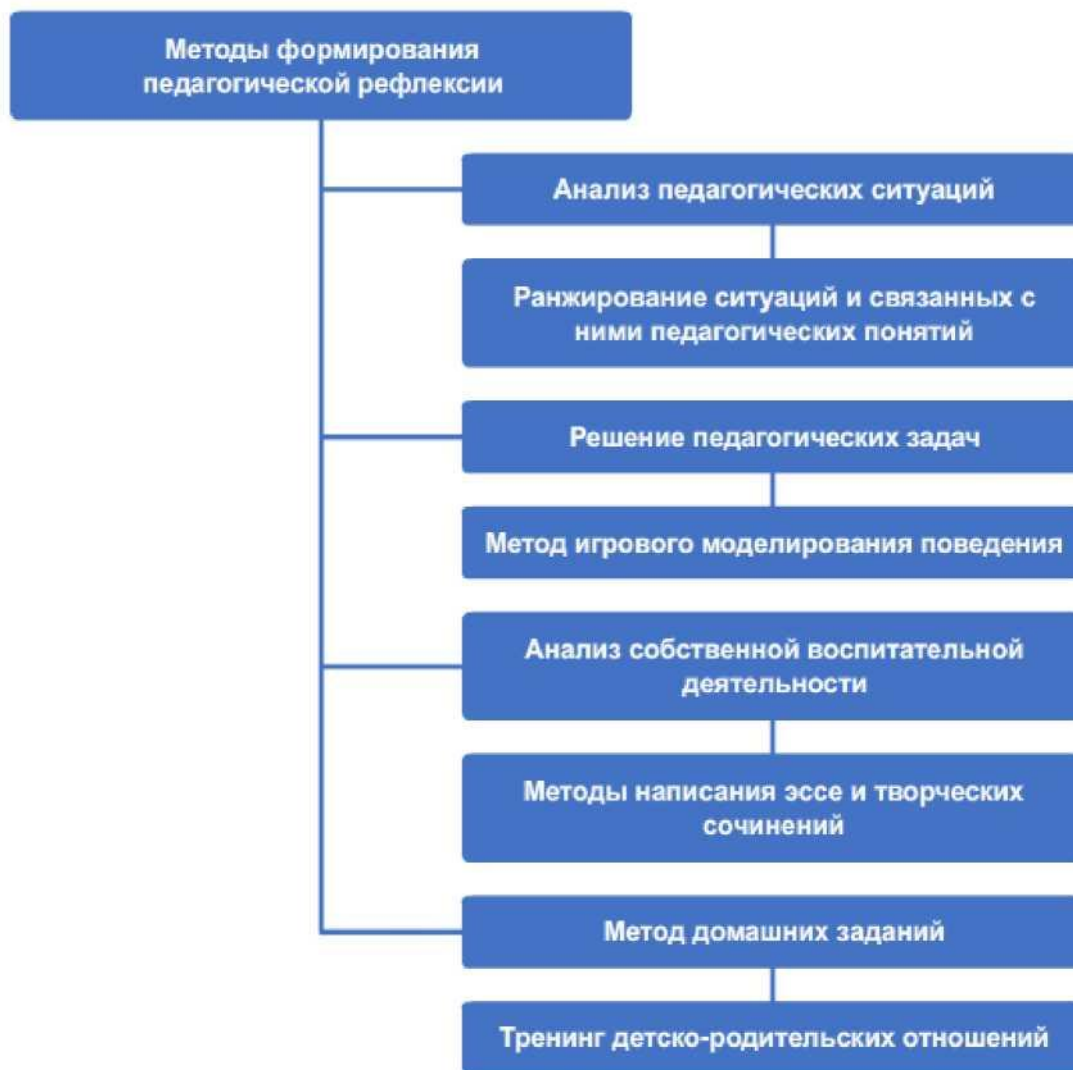 Методы формирования
педагогической рефлексии
Анализ педагогических ситуаций
Ранжирование ситуаций и связанных с
ними педагогических понятий
Решение педагогических задач
Метод игрового моделирования поведения
Анализ собственной воспитательной
деятельности
Методы написания эссе и творческих
сочинений
Метод домашних заданий
Тренинг детско-родительских отношений